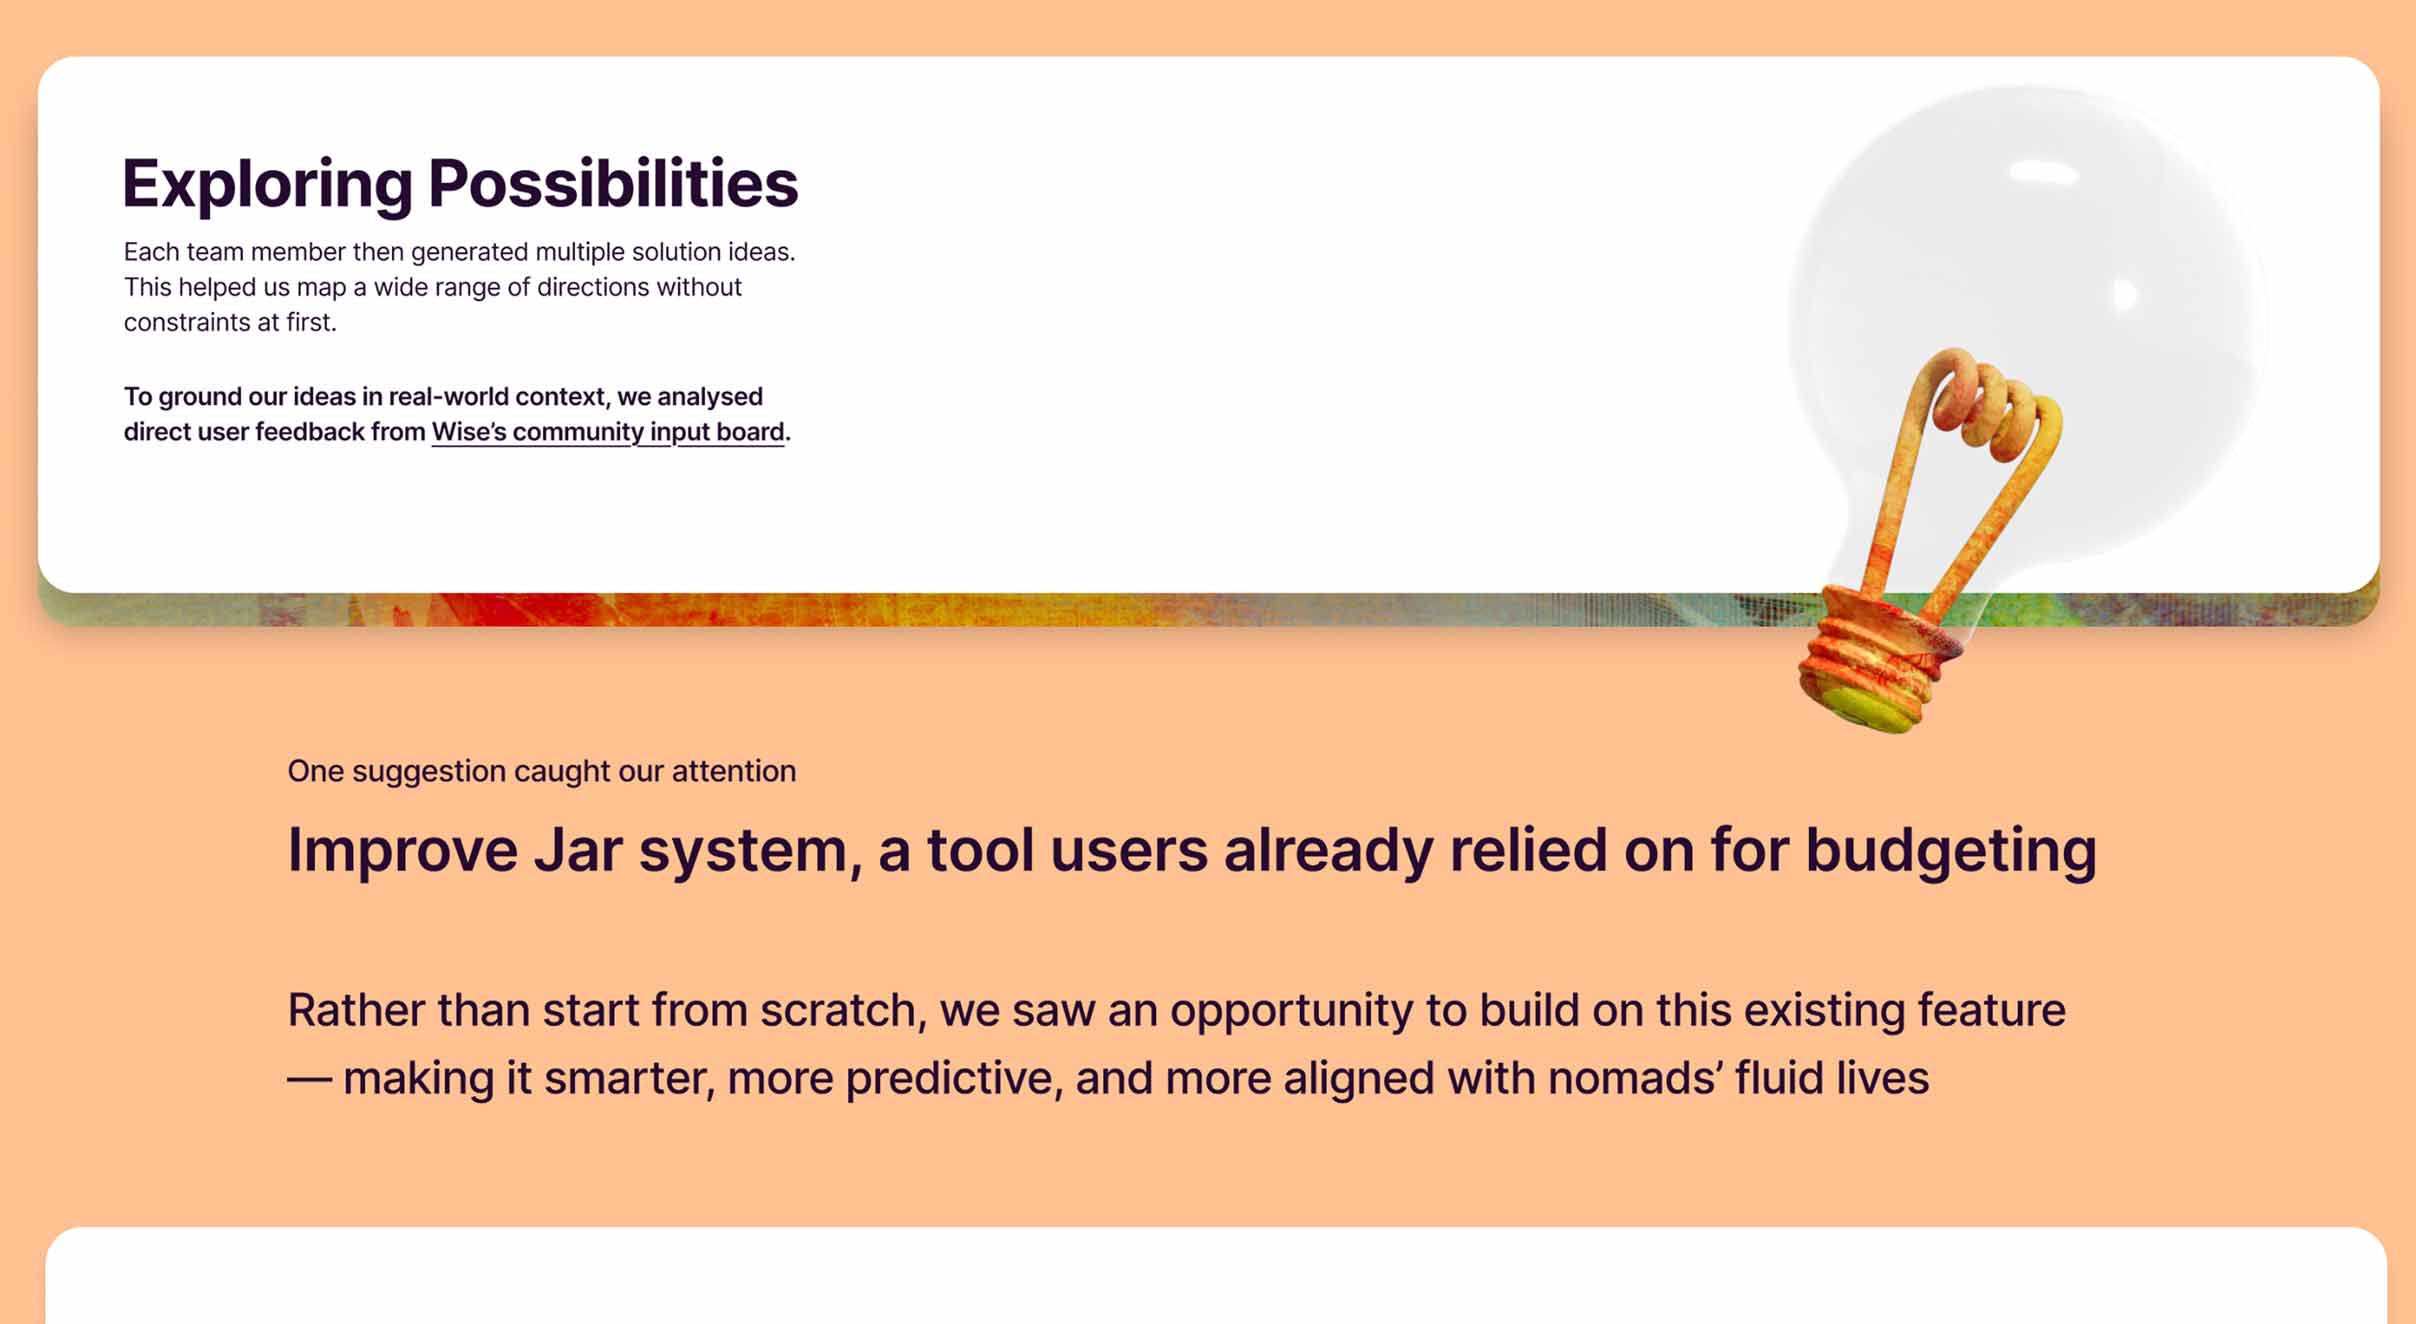 Exploring Possibilities
Each team member then generated multiple solution ideas.
This helped us map a wide range of directions without
constraints at first.
To ground our ideas in real-world context, we analysed
direct user feedback from Wise’s community input board.
One suggestion caught our attention
Improve Jar system, a tool users already relied on for budgeting
Rather than start from scratch, we saw an opportunity to build on this existing feature
— making it smarter, more predictive, and more aligned with nomads’ fluid lives